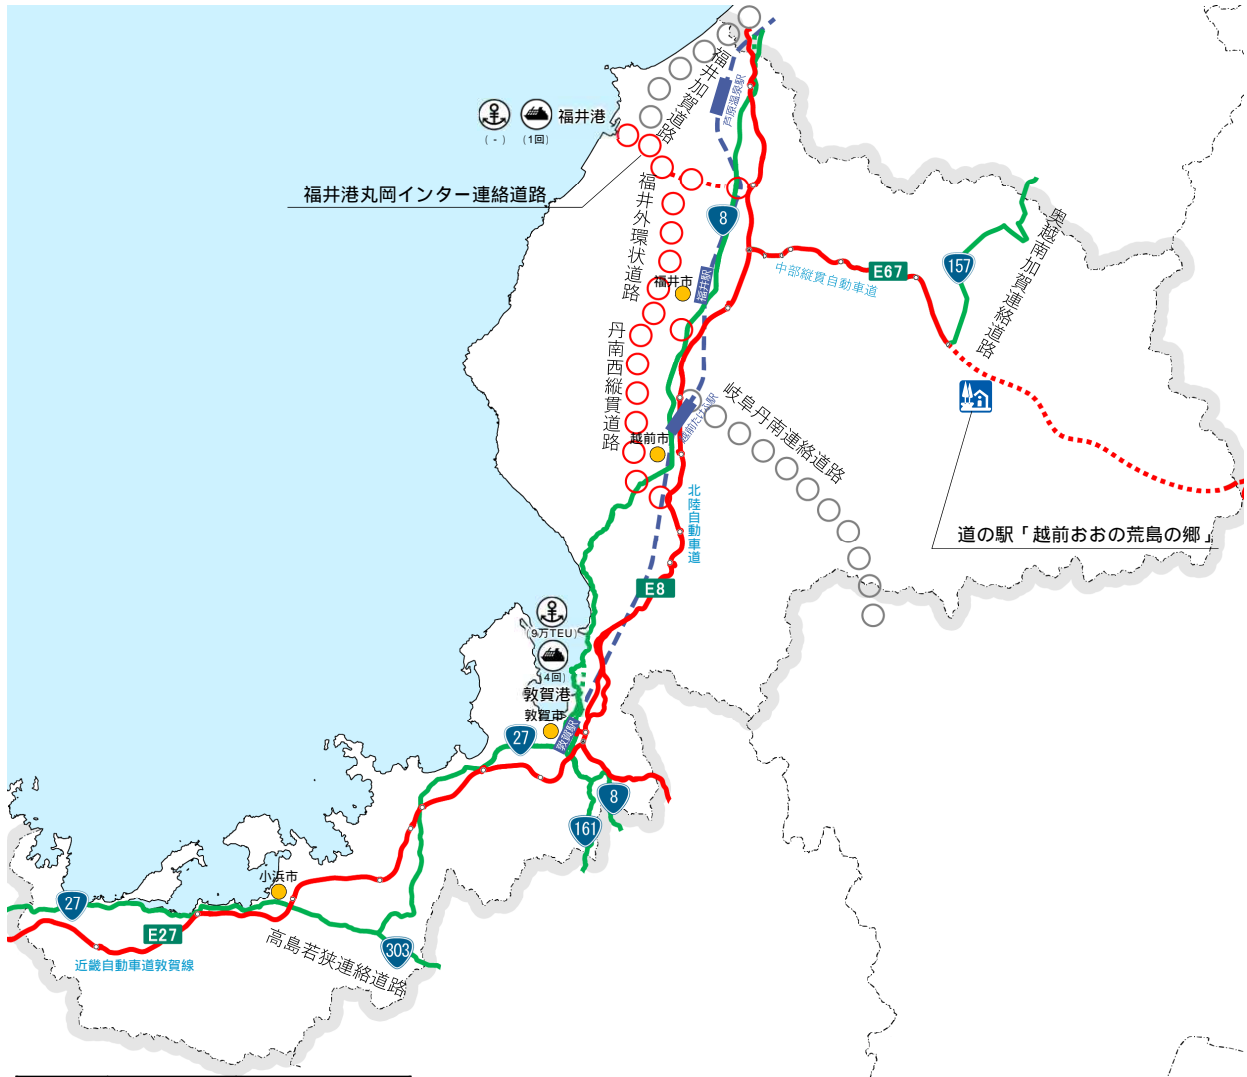 福井加賀道路
芦原温泉駅
福井港
( - )
(1回)
福井港丸岡インター連絡道路
福井外環状道路
8
奥越南加賀連絡道路
157
E67
中部縦貫自動車道
福井市
福井駅
丹南西縦貫道路
岐阜丹南連絡道路
越前たけふ駅
越前市
北陸自動車道
道の駅「越前おおの荒島の郷」
E8
(9万TEU)
(4回)
敦賀港
敦賀市
敦賀駅
27
8
161
小浜市
27
E27
高島若狭連絡道路
303
近畿自動車道敦賀線